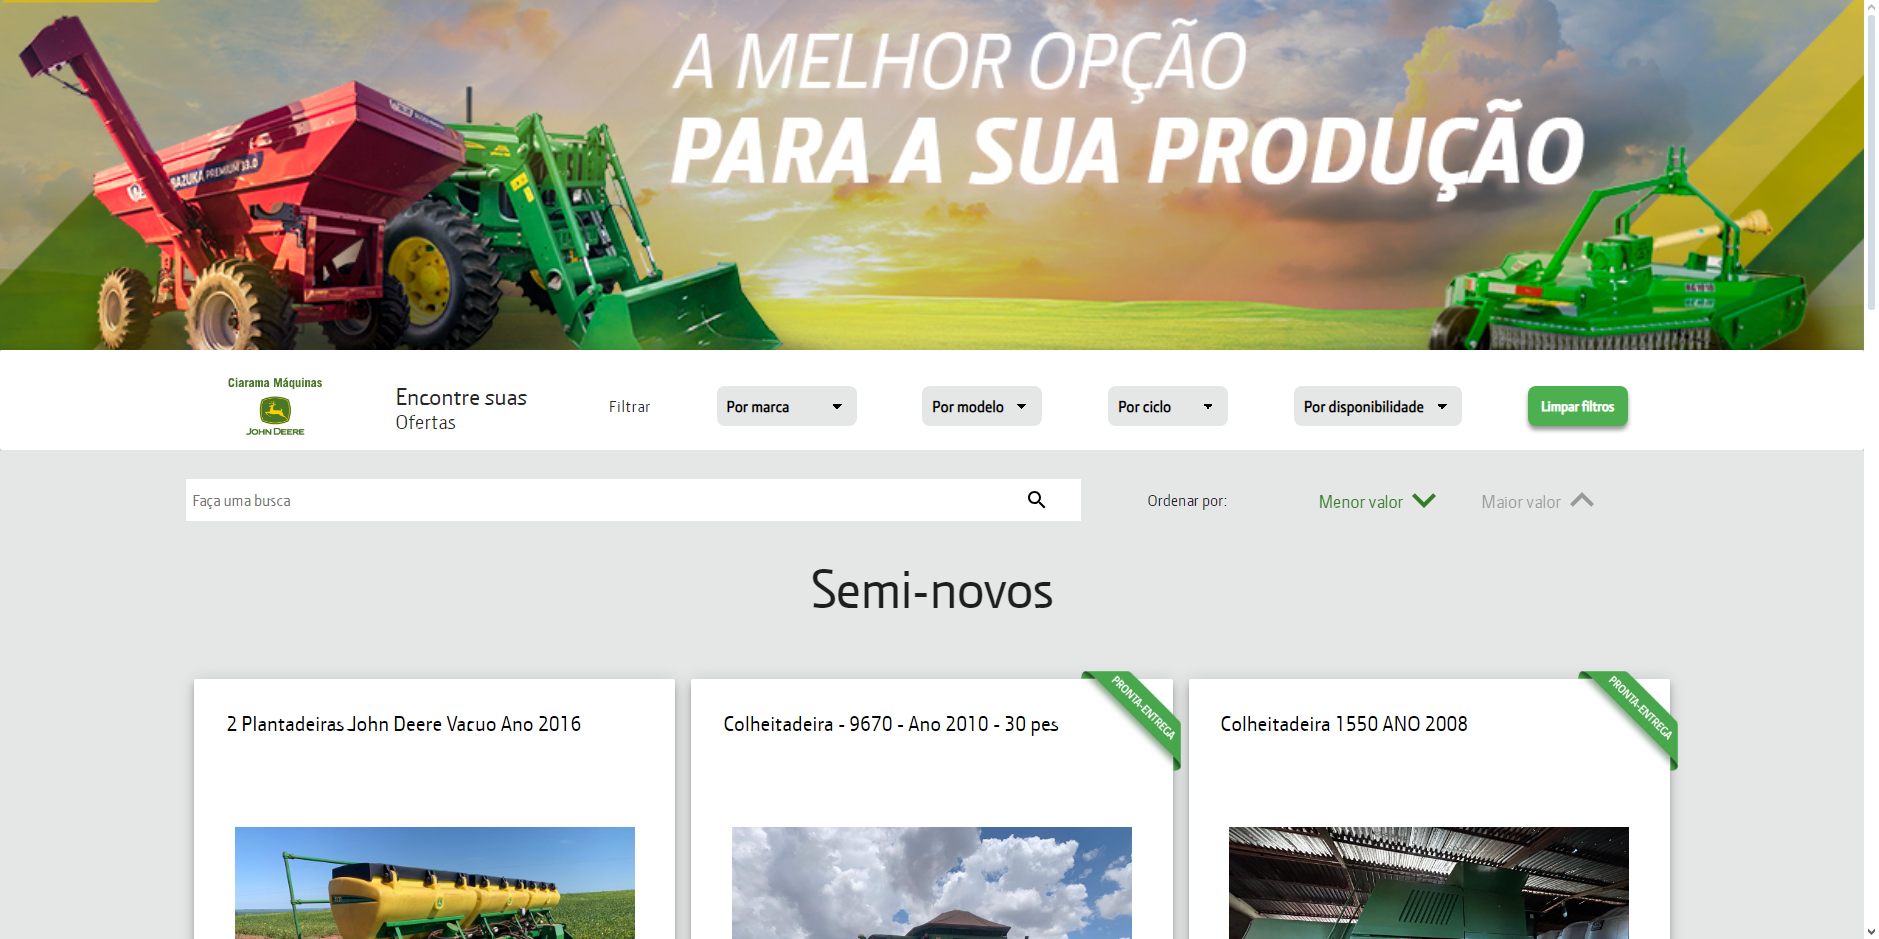 A MELHOR OPÇÃO
PARA A SUA PRODUÇÃO
BAZUKA PREMIUM 33.0
Ciarama Máquinas
JOHN DEERE
Encontre suas
Ofertas
Filtrar
Por marca
Por modelo
Por ciclo
Por disponibilidade
Limpar filtros
Faça uma busca
Ordenar por:
Menor valor
Maior valor
Semi-novos
2 Plantadeiras John Deere Vacuo Ano 2016
Colheitadeira - 9670 - Ano 2010 - 30 pes
PRONTA-ENTREGA
Colheitadeira 1550 ANO 2008
PRONTA-ENTREGA